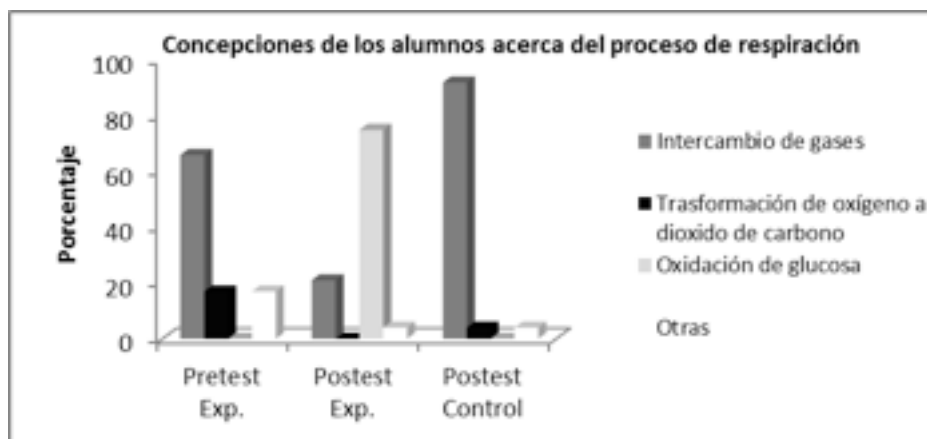 Concepciones de los alumnos acerca del proceso de respiración
100
80
60
40
20
0
Porcentaje
Pretest
Exp.
Postest
Exp.
Postest
Control
Intercambio de gases
Trasformación de oxígeno a
dioxido de carbono
Oxidación de glucosa
Otras